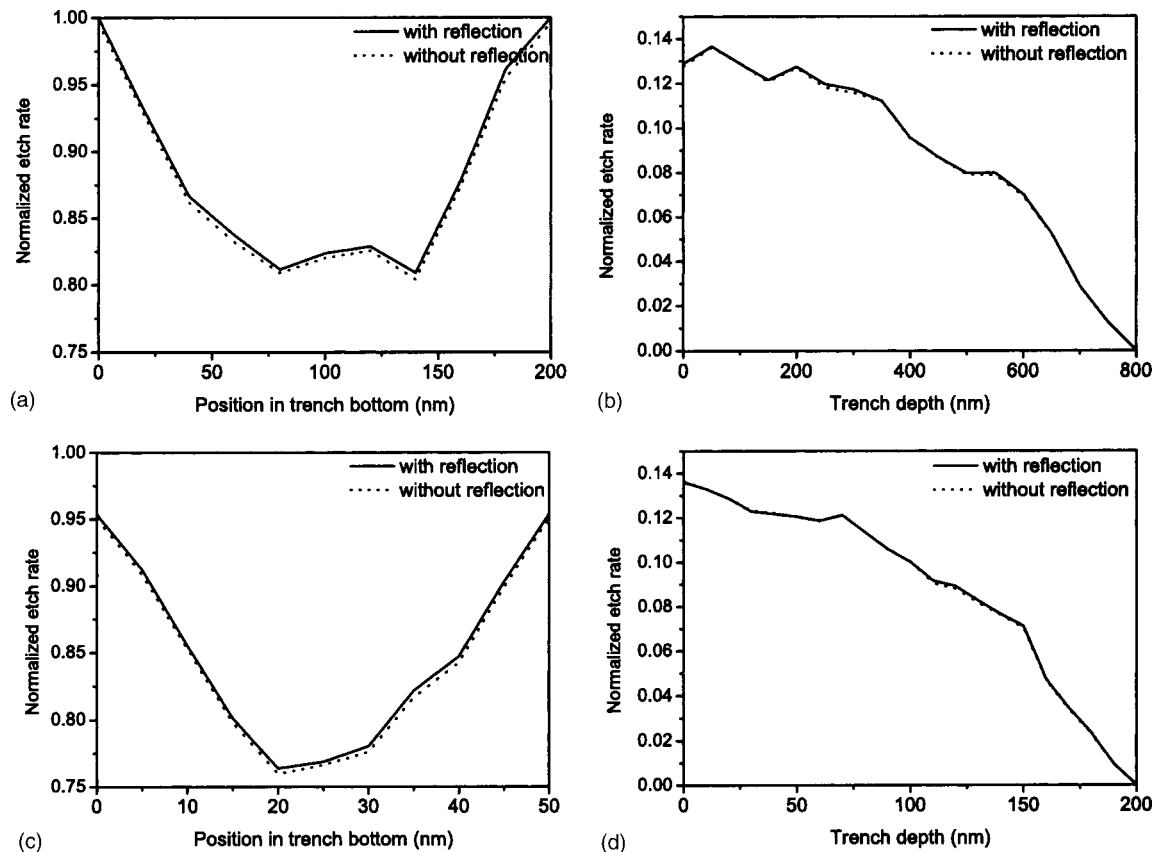 1.00
0.95
0.90
0.85
0.80
0.75
Normalized etch rate
with reflection
without reflection
0
50
100
150
200
Position in trench bottom (nm)
(a)
0.14
0.12
0.10
0.08
0.06
0.04
0.02
0.00
Normalized etch rate
with reflection
without reflection
0
200
400
600
800
Trench depth (nm)
(b)
1.00
0.95
0.90
0.85
0.80
0.75
Normalized etch rate
with reflection
without reflection
0
10
20
30
40
50
Position in trench bottom (nm)
(c)
0.14
0.12
0.10
0.08
0.06
0.04
0.02
0.00
Normalized etch rate
with reflection
without reflection
0
50
100
150
200
Trench depth (nm)
(d)